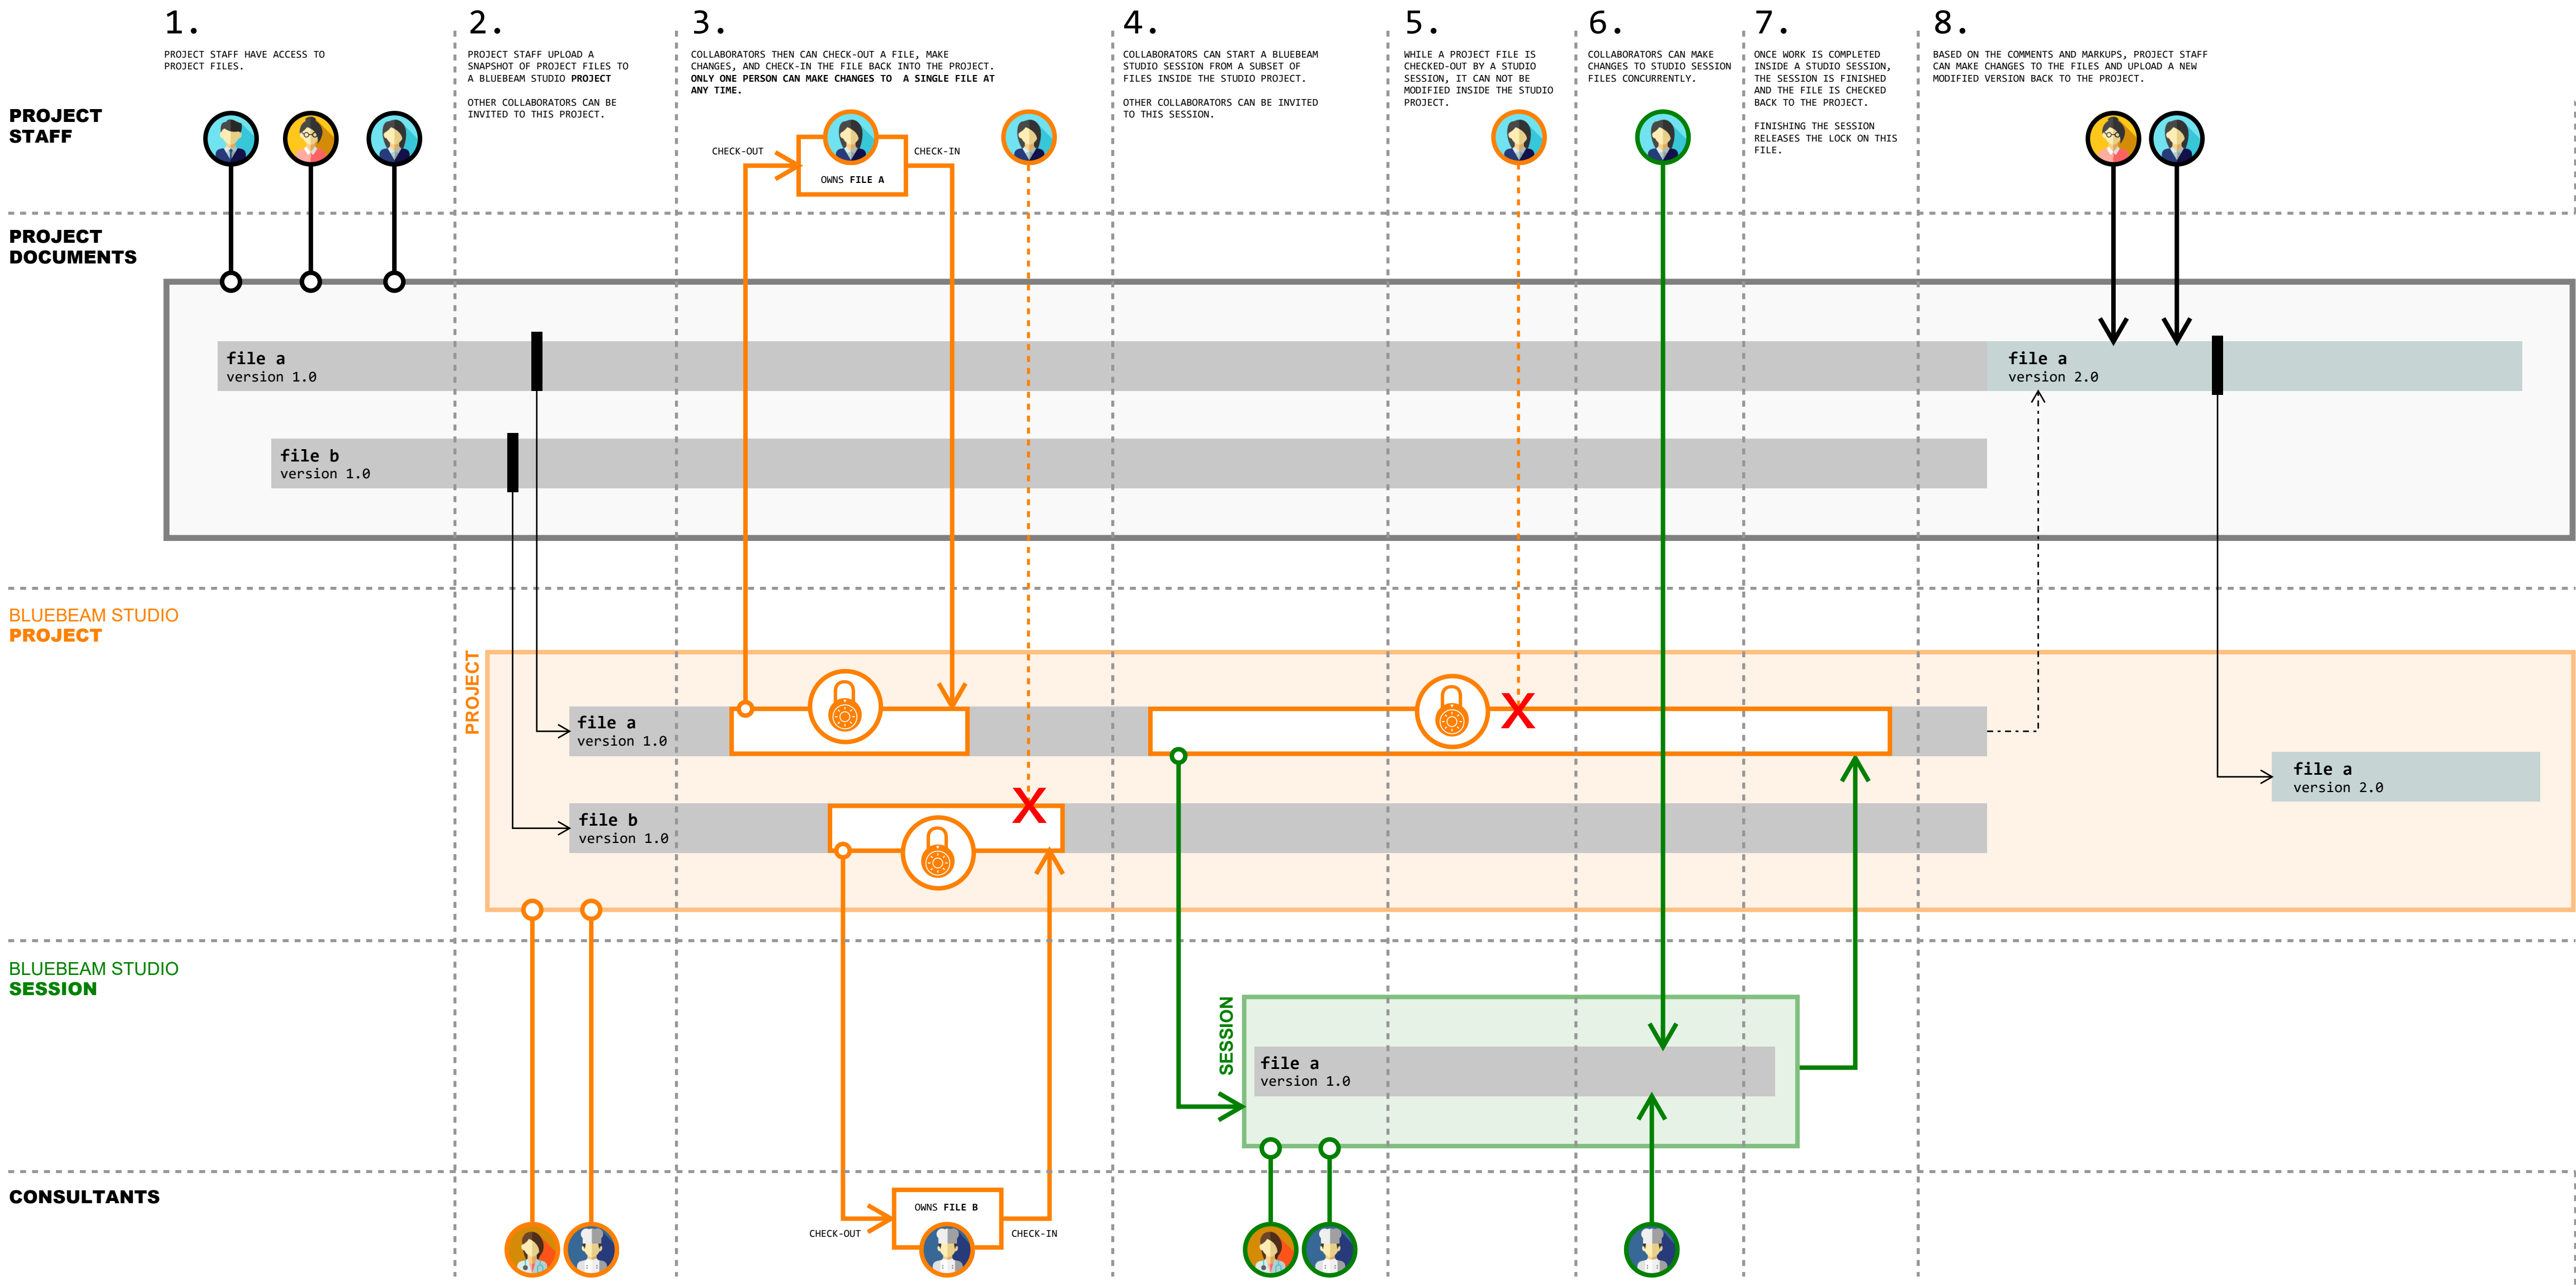 1.
PROJECT STAFF HAVE ACCESS TO
PROJECT FILES.
2.
PROJECT STAFF UPLOAD A
SNAPSHOT OF PROJECT FILES TO
A BLUEBEAM STUDIO PROJECT
OTHER COLLABORATORS CAN BE
INVITED TO THIS PROJECT.
3.
COLLABORATORS THEN CAN CHECK-OUT A FILE, MAKE
CHANGES, AND CHECK-IN THE FILE BACK INTO THE PROJECT.
ONLY ONE PERSON CAN MAKE CHANGES TO A SINGLE FILE AT
ANY TIME.
4.
COLLABORATORS CAN START A BLUEBEAM
STUDIO SESSION FROM A SUBSET OF
FILES INSIDE THE STUDIO PROJECT.
OTHER COLLABORATORS CAN BE INVITED
TO THIS SESSION.
5.
WHILE A PROJECT FILE IS
CHECKED-OUT BY A STUDIO
SESSION, IT CAN NOT BE
MODIFIED INSIDE THE STUDIO
PROJECT.
6.
COLLABORATORS CAN MAKE
CHANGES TO STUDIO SESSION
FILES CONCURRENTLY.
7.
ONCE WORK IS COMPLETED
INSIDE A STUDIO SESSION,
THE SESSION IS FINISHED
AND THE FILE IS CHECKED
BACK TO THE PROJECT.
FINISHING THE SESSION
RELEASES THE LOCK ON THIS
FILE.
8.
BASED ON THE COMMENTS AND MARKUPS, PROJECT STAFF
CAN MAKE CHANGES TO THE FILES AND UPLOAD A NEW
MODIFIED VERSION BACK TO THE PROJECT.
PROJECT
STAFF
CHECK-OUT
OWNS FILE A
CHECK-IN
PROJECT
DOCUMENTS
file a
version 1.0
file a
version 2.0
file b
version 1.0
BLUEBEAM STUDIO
PROJECT
PROJECT
file a
version 1.0
X
file a
version 2.0
file b
version 1.0
X
BLUEBEAM STUDIO
SESSION
SESSION
file a
version 1.0
CONSULTANTS
CHECK-OUT
OWNS FILE B
CHECK-IN